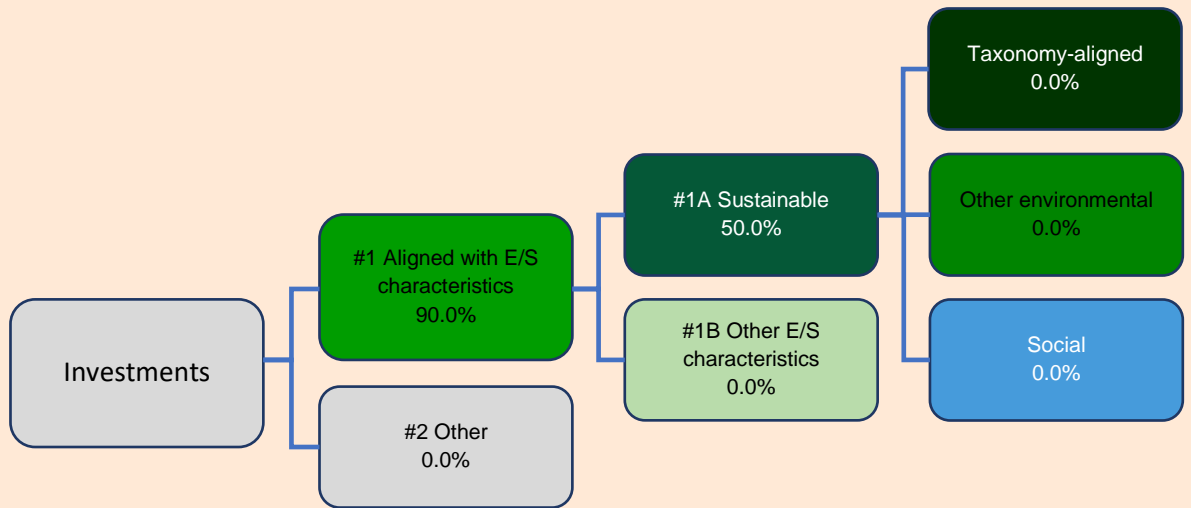 Investments
#1 Aligned with E/S
characteristics
90.0%
#2 Other
0.0%
#1A Sustainable
50.0%
#1B Other E/S
characteristics
0.0%
Taxonomy-aligned
0.0%
Other environmental
0.0%
Social
0.0%